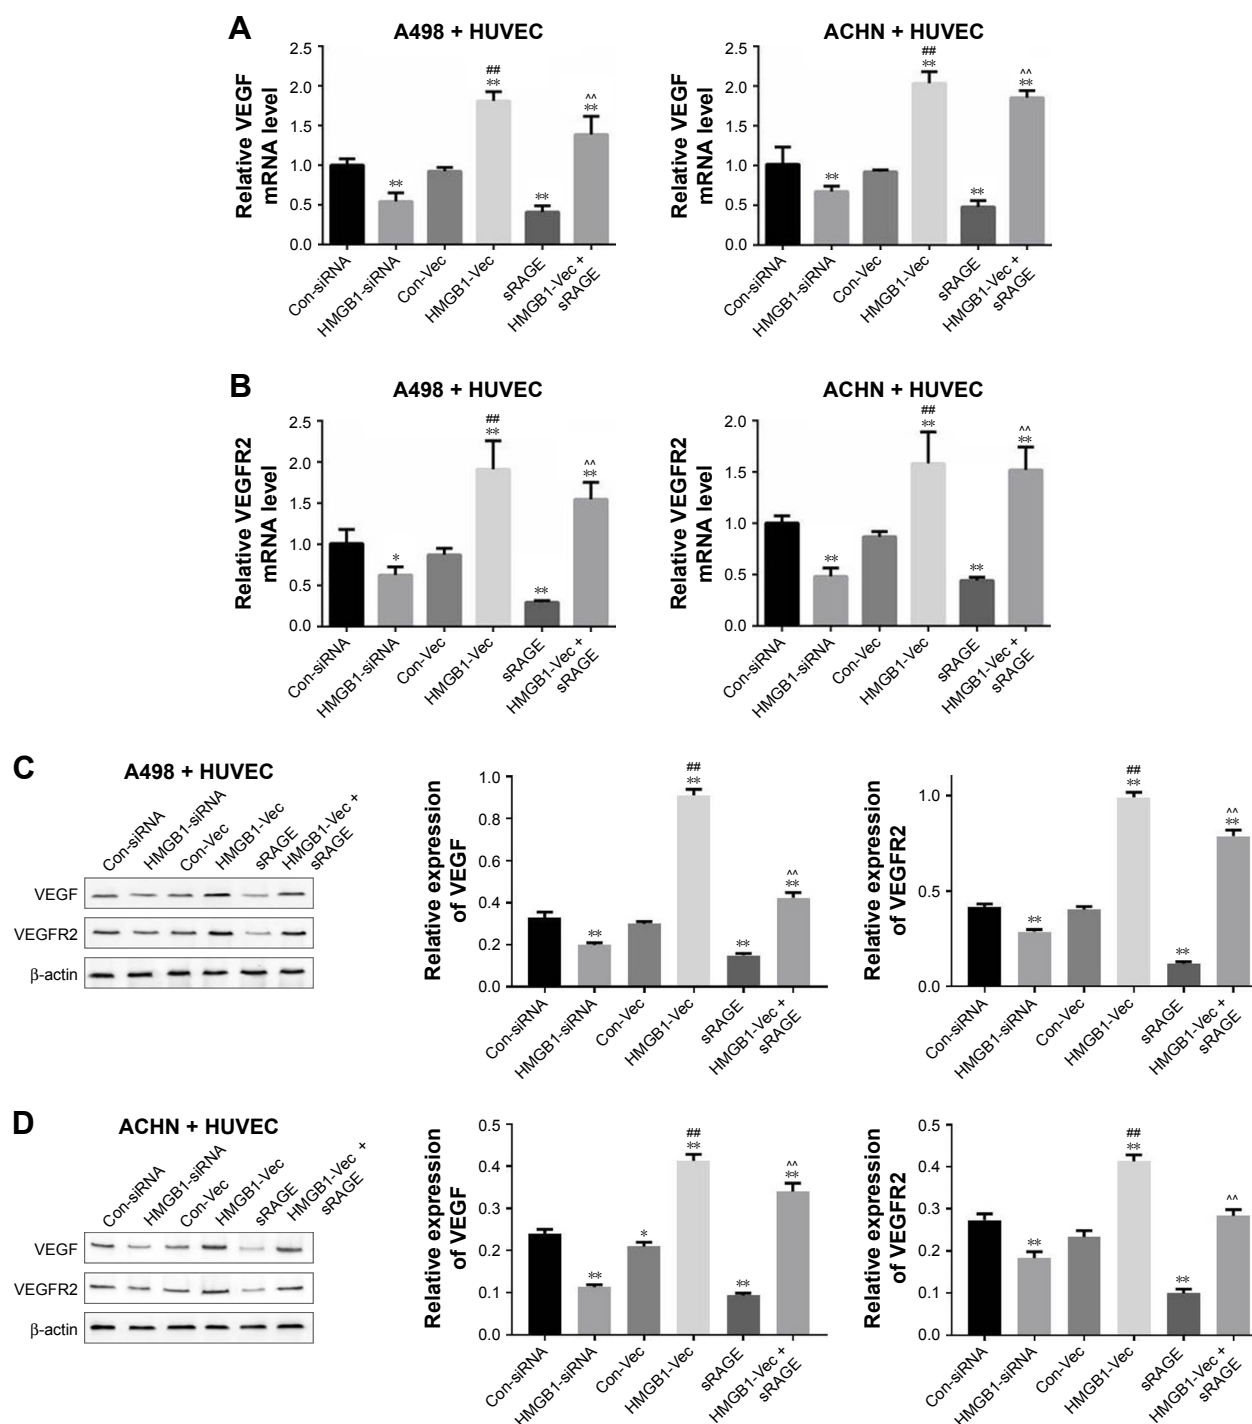 A
A498 + HUVEC
Relative VEGF
mRNA level
2.5
2.0
1.5
1.0
0.5
0.0
**
##
**
**
^^
**
Con-siRNA
HMGB1-siRNA
Con-Vec
HMGB1-Vec
sRAGE
HMGB1-Vec +
sRAGE
ACHN + HUVEC
Relative VEGF
mRNA level
2.5
2.0
1.5
1.0
0.5
0.0
**
##
**
**
^^
**
Con-siRNA
HMGB1-siRNA
Con-Vec
HMGB1-Vec
sRAGE
HMGB1-Vec +
sRAGE
B
A498 + HUVEC
Relative VEGFR2
mRNA level
2.5
2.0
1.5
1.0
0.5
0.0
*
##
**
**
^^
**
Con-siRNA
HMGB1-siRNA
Con-Vec
HMGB1-Vec
sRAGE
HMGB1-Vec +
sRAGE
ACHN + HUVEC
Relative VEGFR2
mRNA level
2.0
1.5
1.0
0.5
0.0
**
##
**
**
^^
**
Con-siRNA
HMGB1-siRNA
Con-Vec
HMGB1-Vec
sRAGE
HMGB1-Vec +
sRAGE
C
A498 + HUVEC
Con-siRNA
HMGB1-siRNA
Con-Vec
HMGB1-Vec
sRAGE
HMGB1-Vec +
sRAGE
VEGF
VEGFR2
β-actin
Relative expression
of VEGF
1.0
0.8
0.6
0.4
0.2
0.0
**
##
**
**
^^
**
Con-siRNA
HMGB1-siRNA
Con-Vec
HMGB1-Vec
sRAGE
HMGB1-Vec +
sRAGE
Relative expression
of VEGFR2
1.0
0.5
0.0
**
##
**
**
^^
**
Con-siRNA
HMGB1-siRNA
Con-Vec
HMGB1-Vec
sRAGE
HMGB1-Vec +
sRAGE
D
ACHN + HUVEC
Con-siRNA
HMGB1-siRNA
Con-Vec
HMGB1-Vec
sRAGE
HMGB1-Vec +
sRAGE
VEGF
VEGFR2
β-actin
Relative expression
of VEGF
0.5
0.4
0.3
0.2
0.1
0.0
**
*
##
**
**
^^
**
Con-siRNA
HMGB1-siRNA
Con-Vec
HMGB1-Vec
sRAGE
HMGB1-Vec +
sRAGE
Relative expression
of VEGFR2
0.5
0.4
0.3
0.2
0.1
0.0
**
##
**
**
^^
Con-siRNA
HMGB1-siRNA
Con-Vec
HMGB1-Vec
sRAGE
HMGB1-Vec +
sRAGE